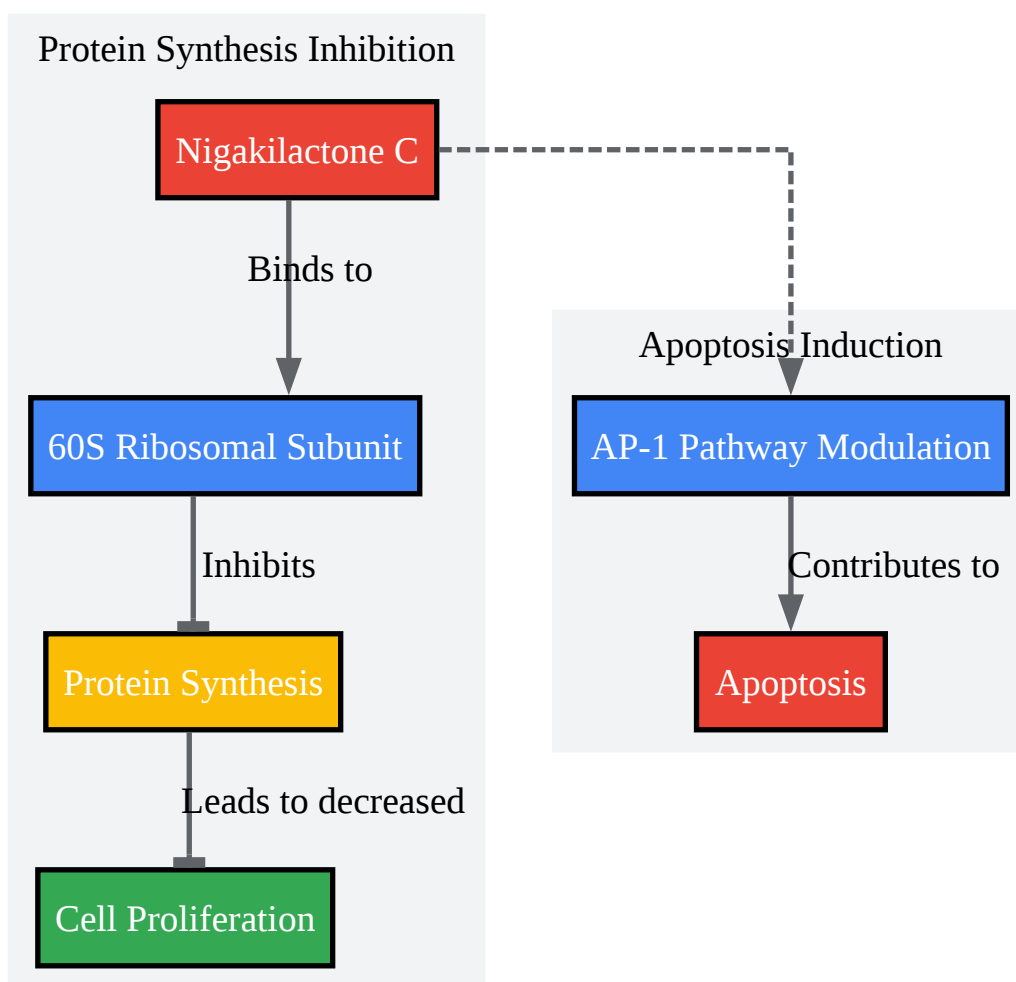 Protein Synthesis Inhibition
Nigakilactone C
Binds to
60S Ribosomal Subunit
Inhibits
Protein Synthesis
Leads to decreased
Cell Proliferation
Apoptosis Induction
AP-1 Pathway Modulation
Contributes to
Apoptosis